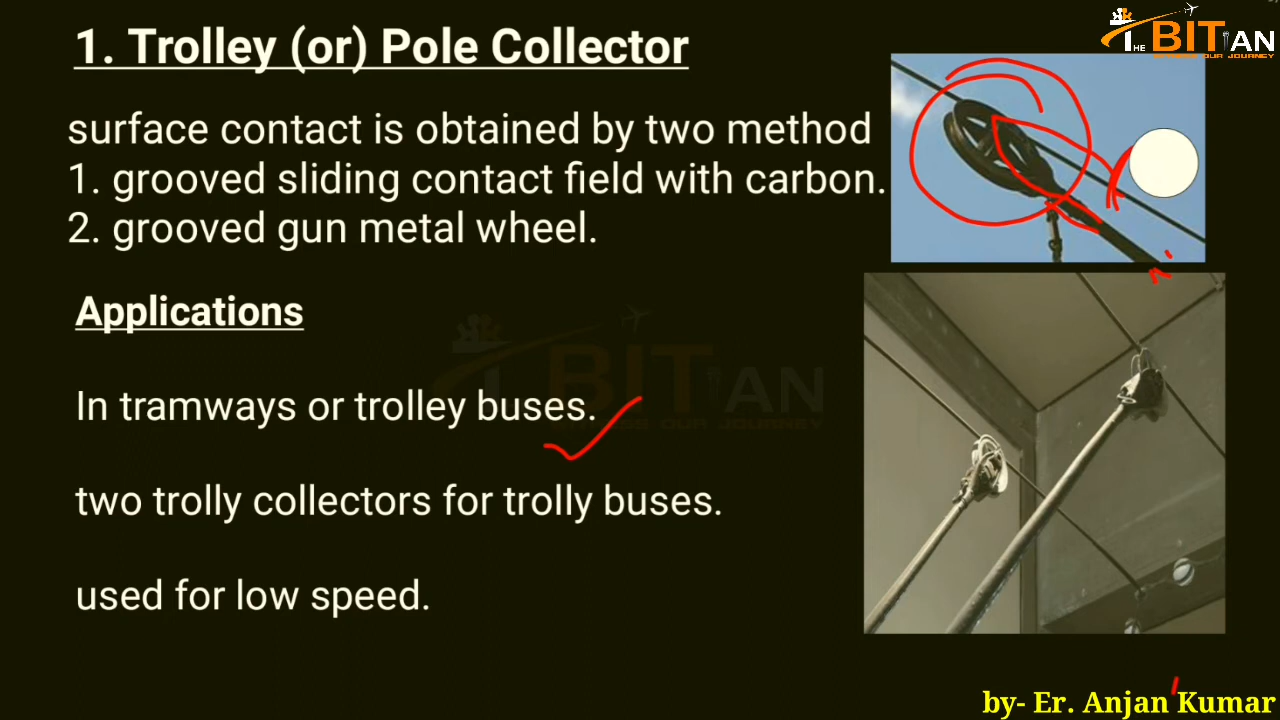 1. Trolley (or) Pole Collector
THE BITIAN
surface contact is obtained by two method
1. grooved sliding contact field with carbon.
2. grooved gun metal wheel.
Applications
In tramways or trolley buses.
two trolly collectors for trolly buses.
used for low speed.
by- Er. Anjan Kumar